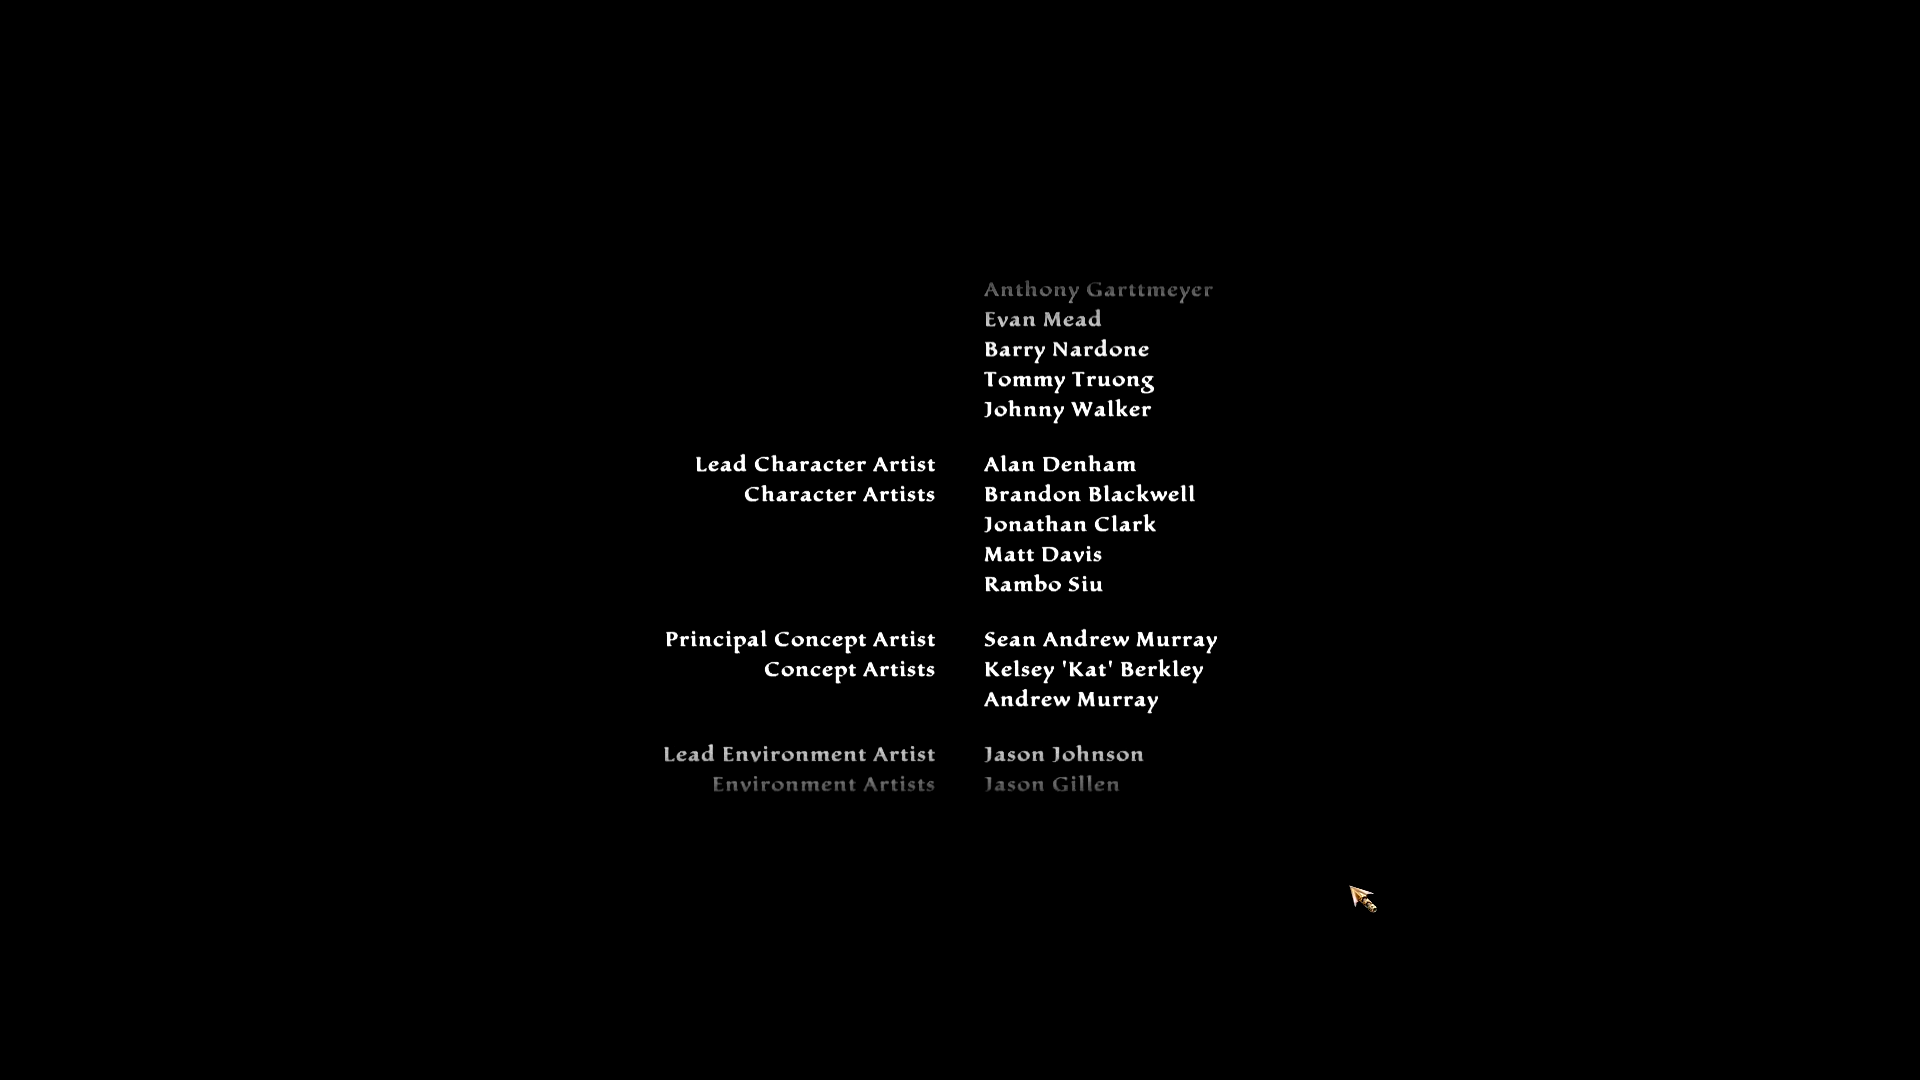 Anthony Garttmeyer
Evan Mead
Barry Nardone
Tommy Truong
Johnny Walker
Lead Character Artist Alan Denham
Character Artists Brandon Blackwell
Jonathan Clark
Matt Davis
Rambo Siu
Principal Concept Artist Sean Andrew Murray
Concept Artists Kelsey 'Kat' Berkley
Andrew Murray
Lead Environment Artist Jason Johnson
Environment Artists Jason Gillen